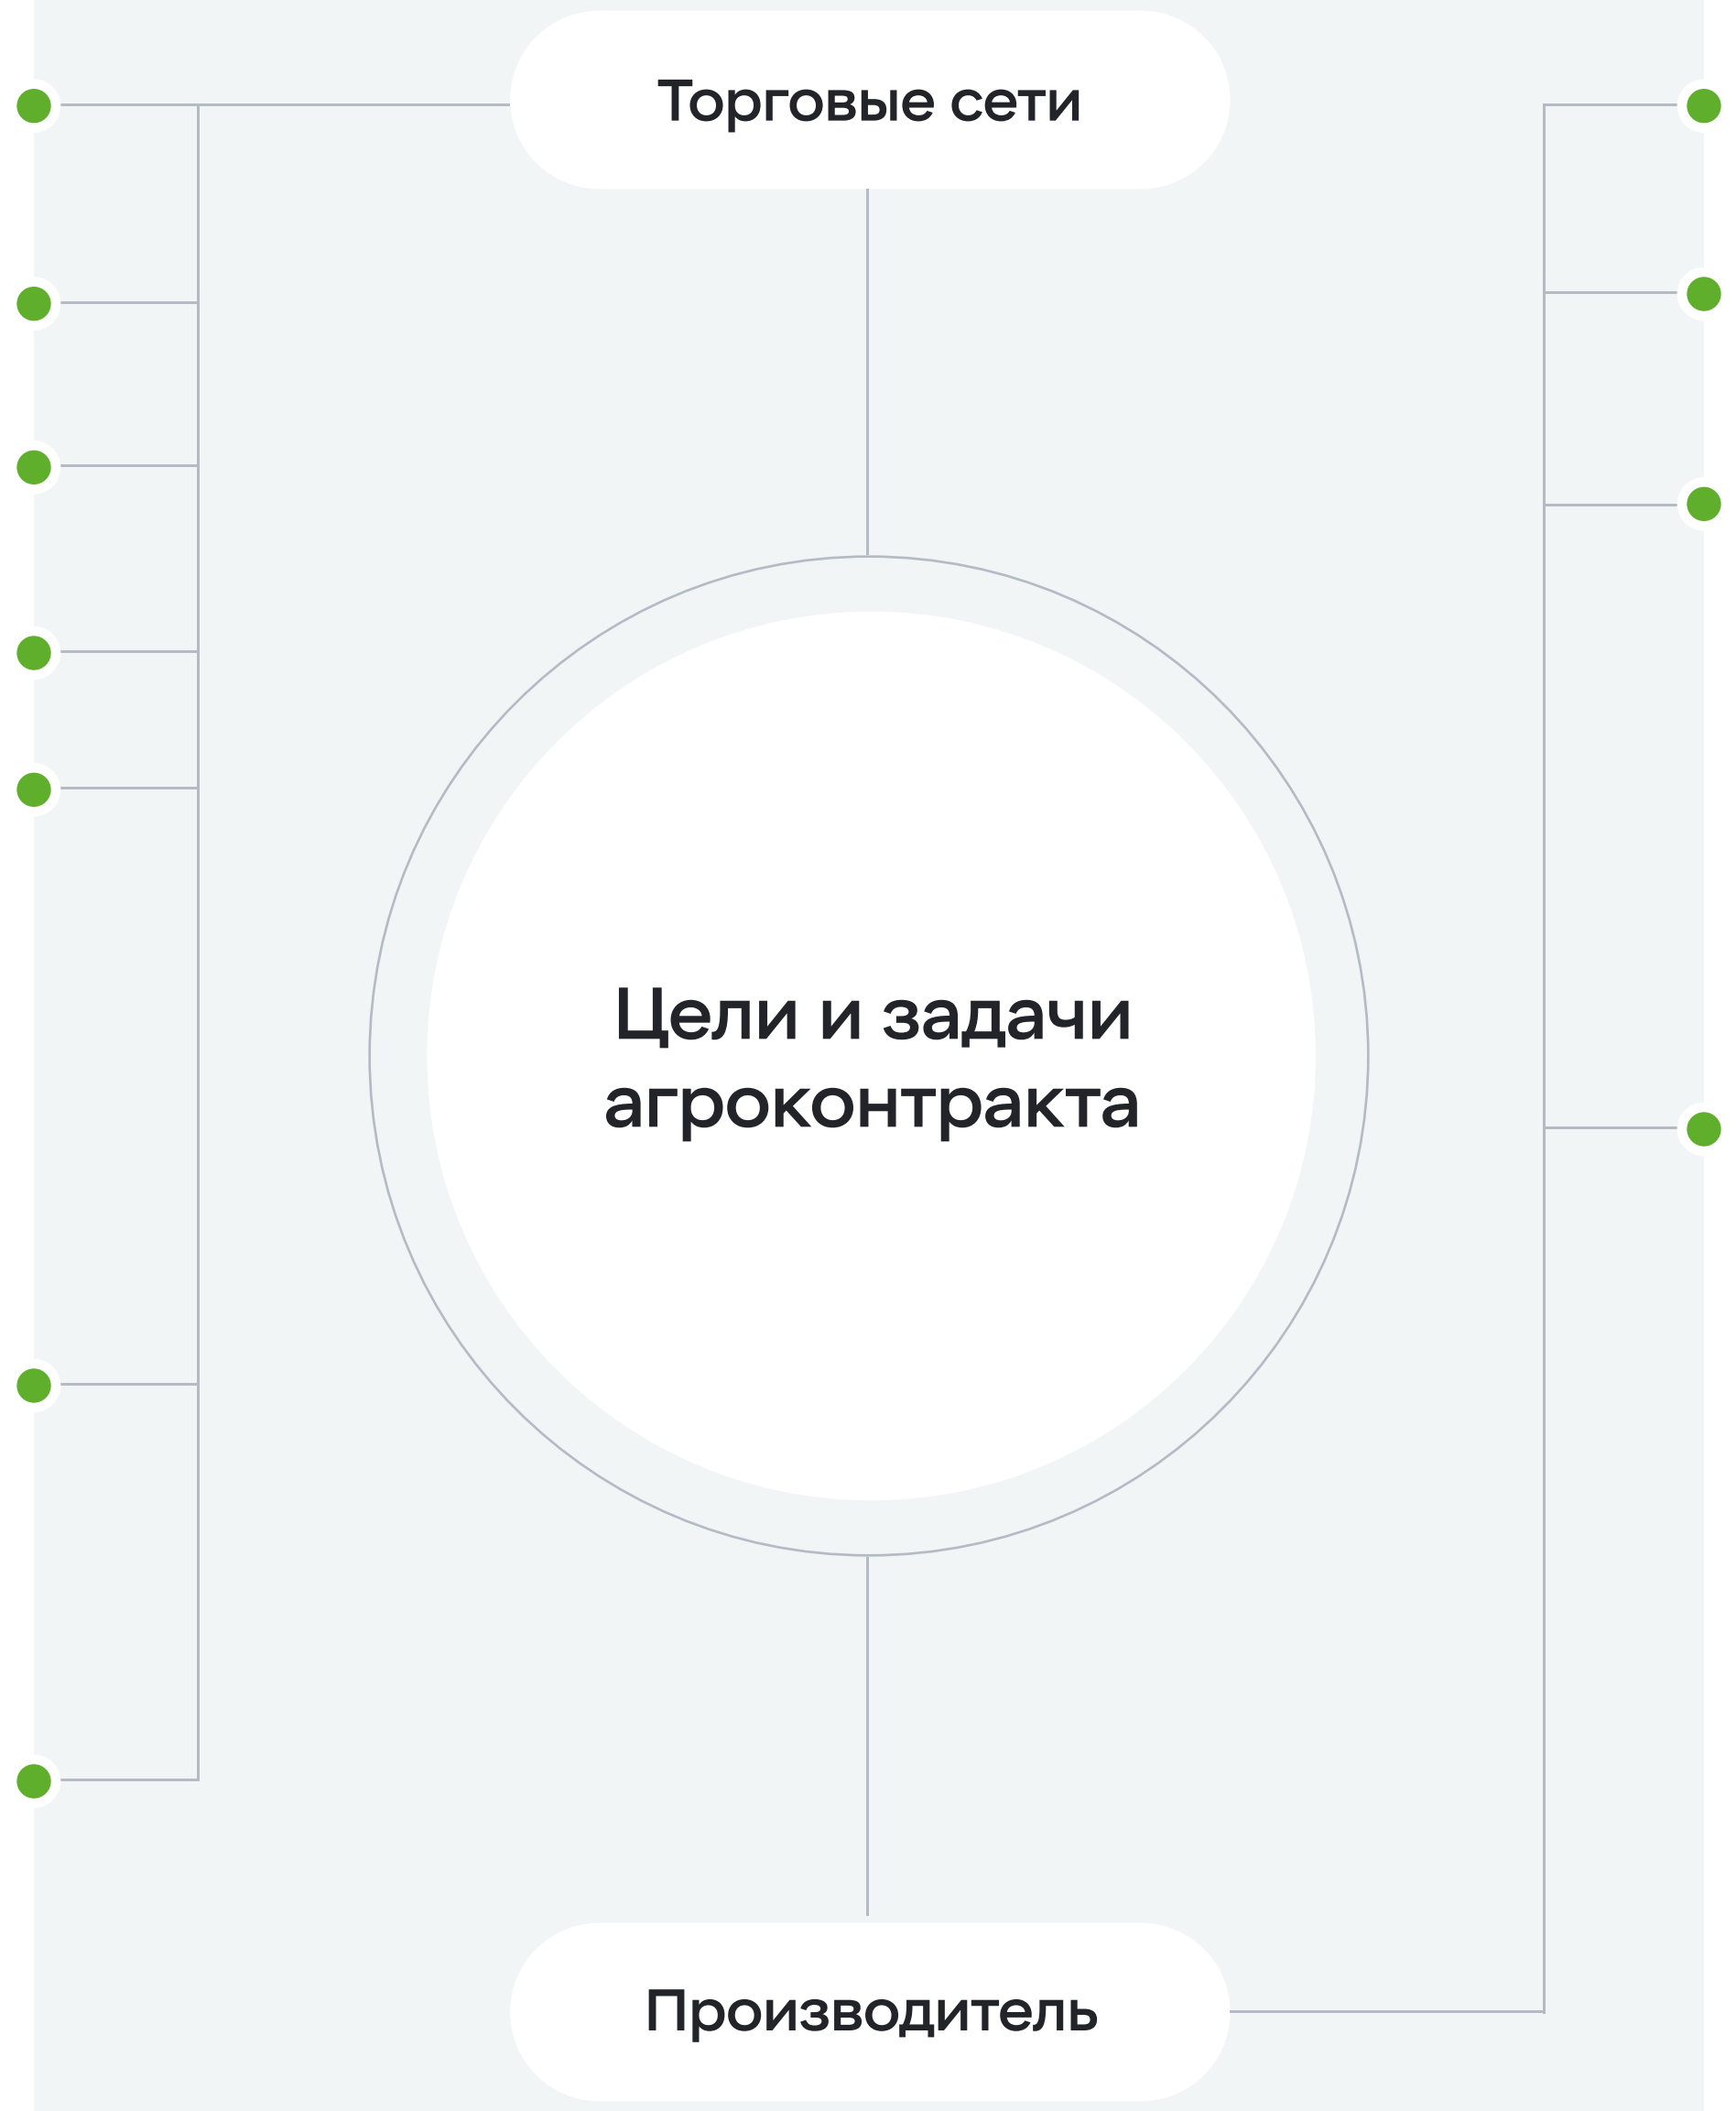 Торговые сети
Цели и задачи
агроконтракта
Производитель